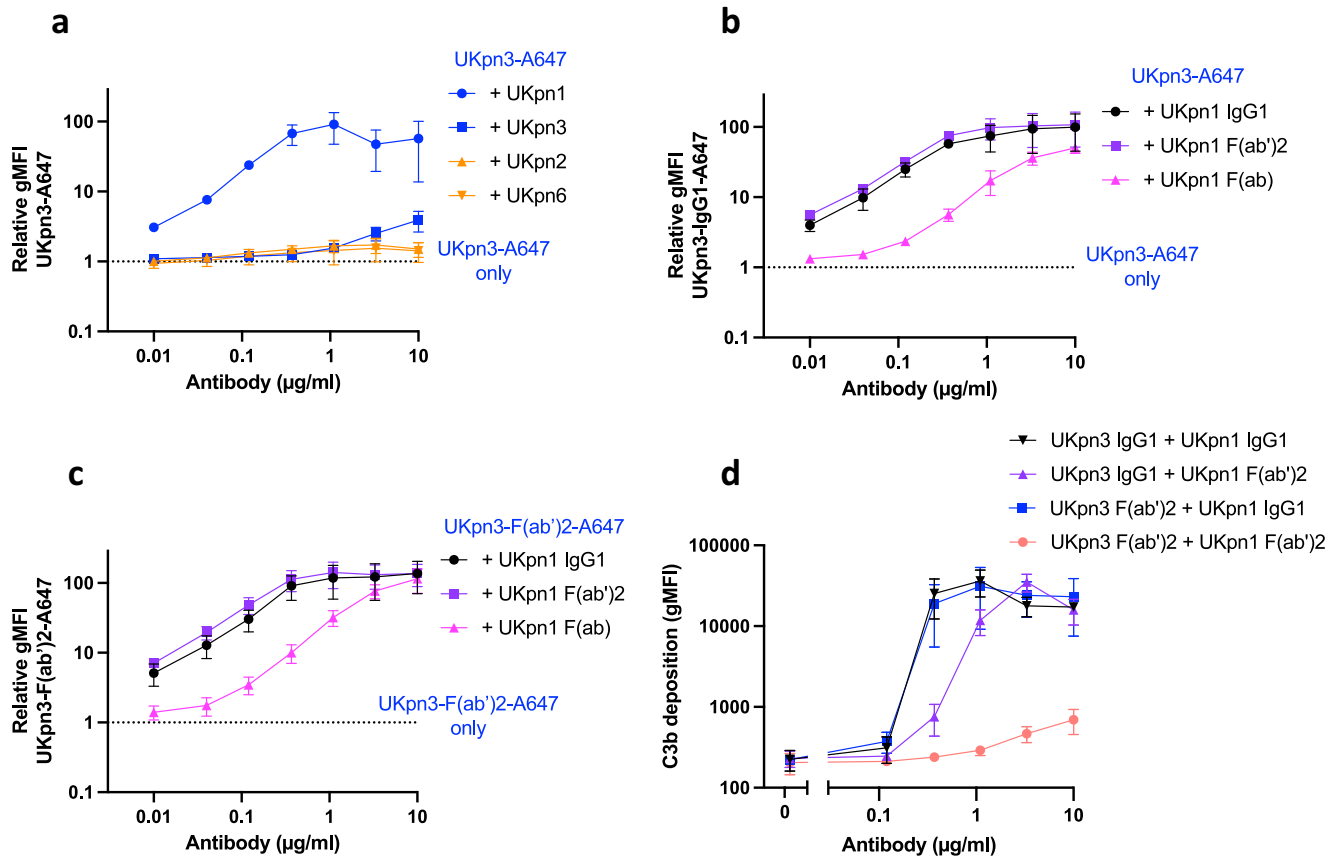 a
UKpn3-A647
+ UKpn1
+ UKpn3
+ UKpn2
+ UKpn6
Relative gMFI
UKpn3-A647
100
10
1
0.1
UKpn3-A647
only
0.01
0.1
1
10
Antibody (µg/ml)
b
UKpn3-A647
+ UKpn1 IgG1
+ UKpn1 F(ab')2
+ UKpn1 F(ab)
Relative gMFI
UKpn3-IgG1-A647
100
10
1
0.1
UKpn3-A647
only
0.01
0.1
1
10
Antibody (µg/ml)
c
UKpn3-F(ab’)2-A647
+ UKpn1 IgG1
+ UKpn1 F(ab')2
+ UKpn1 F(ab)
Relative gMFI
UKpn3-F(ab’)2-A647
100
10
1
0.1
UKpn3-F(ab’)2-A647
only
0.01
0.1
1
10
Antibody (µg/ml)
d
UKpn3 IgG1 + UKpn1 IgG1
UKpn3 IgG1 + UKpn1 F(ab')2
UKpn3 F(ab')2 + UKpn1 IgG1
UKpn3 F(ab')2 + UKpn1 F(ab')2
C3b deposition (gMFI)
100000
10000
1000
100
0
0.1
1
10
Antibody (µg/ml)